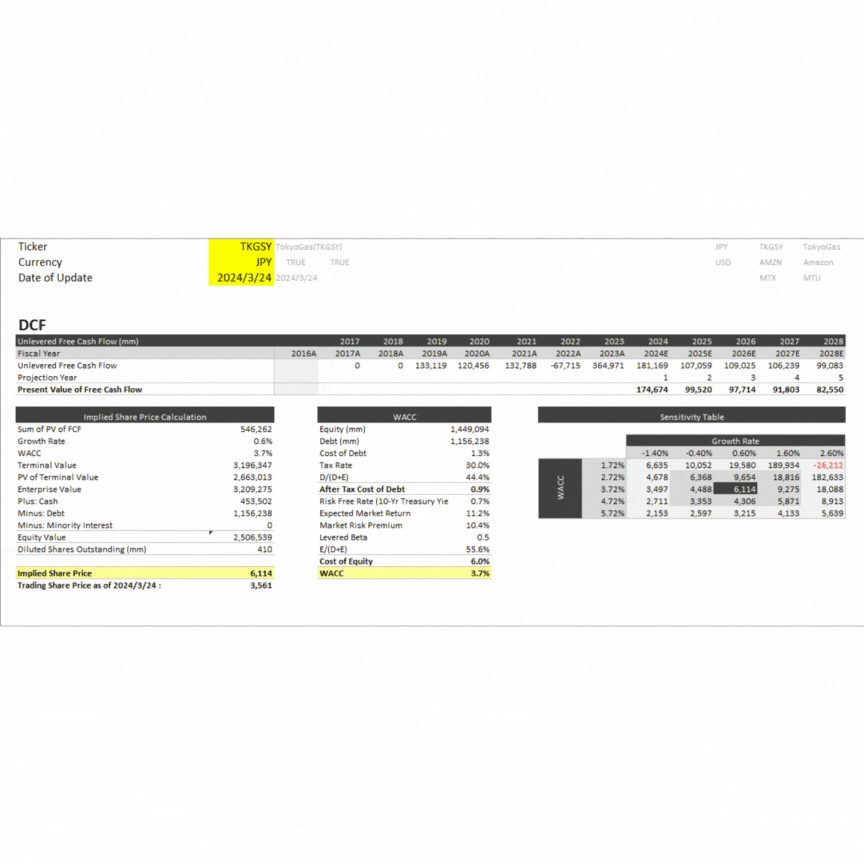 Ticker TKGSY TokyoGas(TKGSY) JPY TKGSY TokyoGas
Currency JPY TRUE TRUE USD AMZN Amazon
Date of Update 2024/3/24 2024/3/24 MTX MTU
DCF
Unlevered Free Cash Flow (mm) 2017 2018 2019 2020 2021 2022 2023 2024 2025 2026 2027 2028
Fiscal Year 2016A 2017A 2018A 2019A 2020A 2021A 2022A 2023A 2024E 2025E 2026E 2027E 2028E
Unlevered Free Cash Flow 0 0 133,119 120,456 132,788 -67,715 364,971 181,169 107,059 109,025 106,239 99,083
Projection Year 1 2 3 4 5
Present Value of Free Cash Flow 174,674 99,520 97,714 91,803 82,550
Implied Share Price Calculation
Sum of PV of FCF 546,262
Growth Rate 0.6%
WACC 3.7%
Terminal Value 3,196,347
PV of Terminal Value 2,663,013
Enterprise Value 3,209,275
Plus: Cash 453,502
Minus: Debt 1,156,238
Minus: Minority Interest 0
Equity Value 2,506,539
Diluted Shares Outstanding (mm) 410
Implied Share Price 6,114
Trading Share Price as of 2024/3/24 : 3,561
WACC
Equity (mm) 1,449,094
Debt (mm) 1,156,238
Cost of Debt 1.3%
Tax Rate 30.0%
D/(D+E) 44.4%
After Tax Cost of Debt 0.9%
Risk Free Rate (10-Yr Treasury Yie 0.7%
Expected Market Return 11.2%
Market Risk Premium 10.4%
Levered Beta 0.5
E/(D+E) 55.6%
Cost of Equity 6.0%
WACC 3.7%
Sensitivity Table
Growth Rate
-1.40% -0.40% 0.60% 1.60% 2.60%
WACC
1.72% 6,635 10,052 19,580 189,934 -26,212
2.72% 4,678 6,368 9,654 18,816 182,633
3.72% 3,497 4,488 6,114 9,275 18,088
4.72% 2,711 3,353 4,306 5,871 8,913
5.72% 2,153 2,597 3,215 4,133 5,639